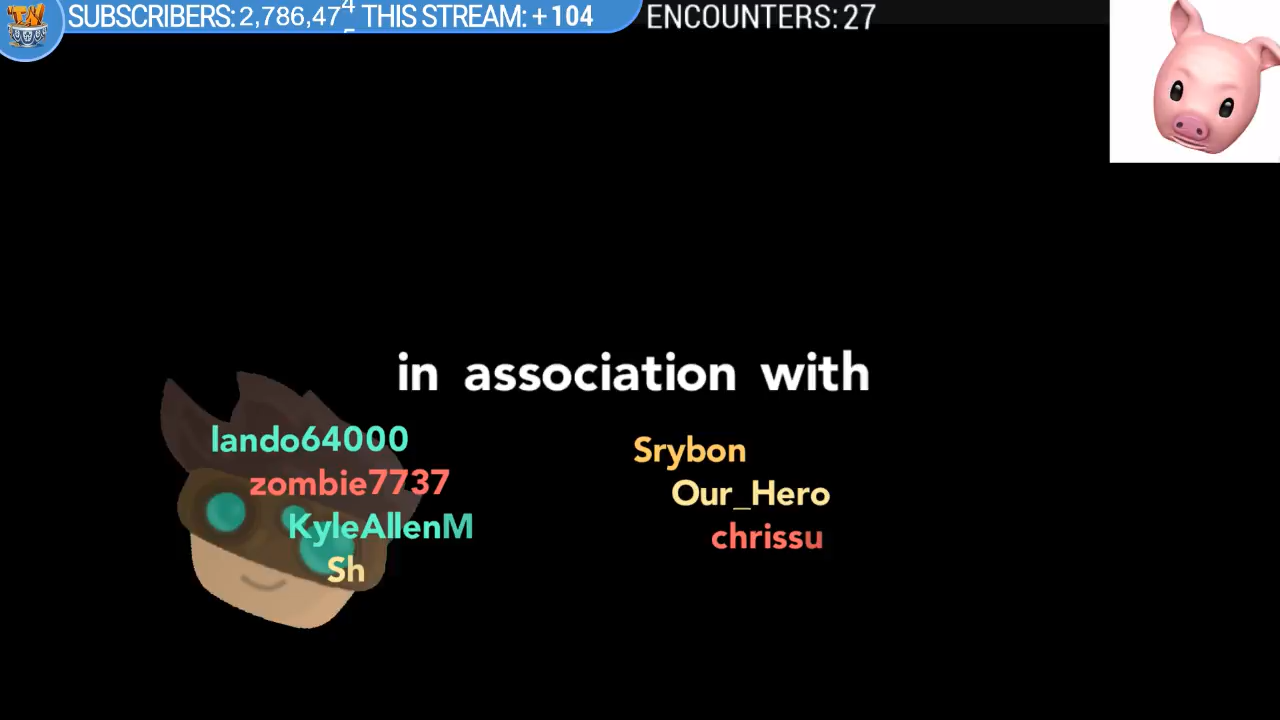 SUBSCRIBERS: 2,786,47 THIS STREAM: +104
ENCOUNTERS: 27
in association with
lando64000
zombie7737
KyleAllenM
Sh
Srybon
Our_Hero
chrissu